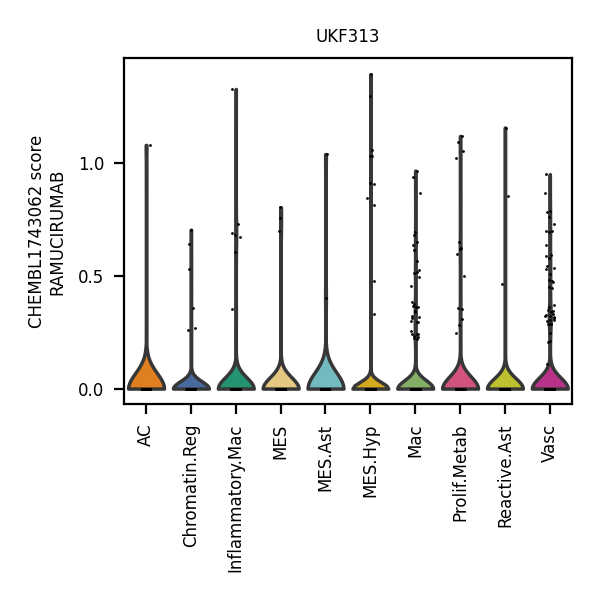 UKF313
CHEMBL1743062 score
RAMUCIRUMAB
1.0
0.5
0.0
AC
Chromatin.Reg
Inflammatory.Mac
MES
MES.Ast
MES.Hyp
Mac
Prolif.Metab
Reactive.Ast
Vasc